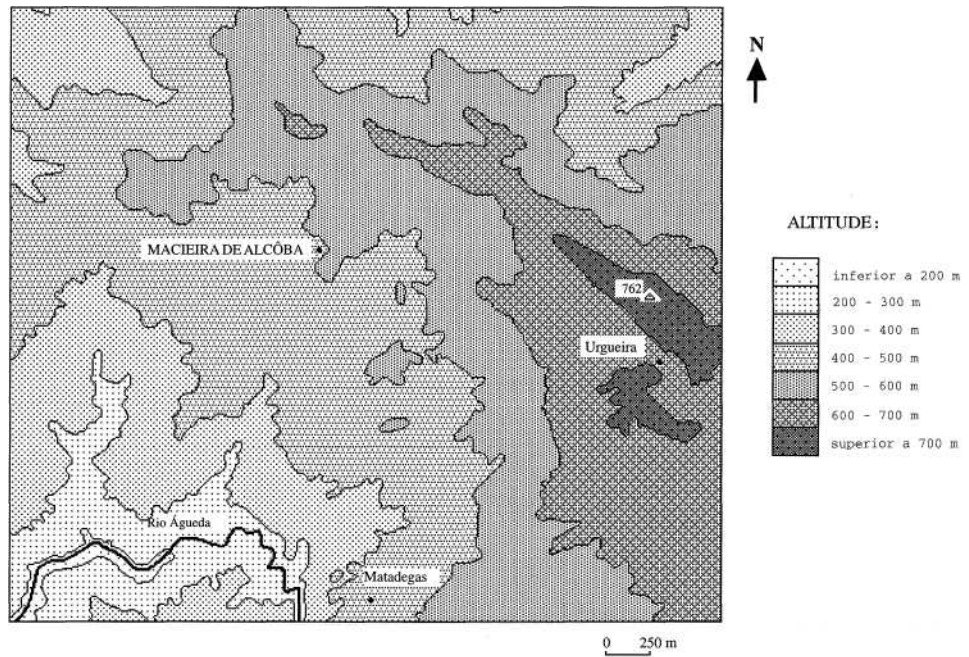 N
MACIEIRA DE ALCÔBA
762
Urgueira
Rio Águeda
Matadegas
ALTITUDE :
inferior a 200 m
200 - 300 m
300 - 400 m
400 - 500 m
500 - 600 m
600 - 700 m
superior a 700 m
0 250 m